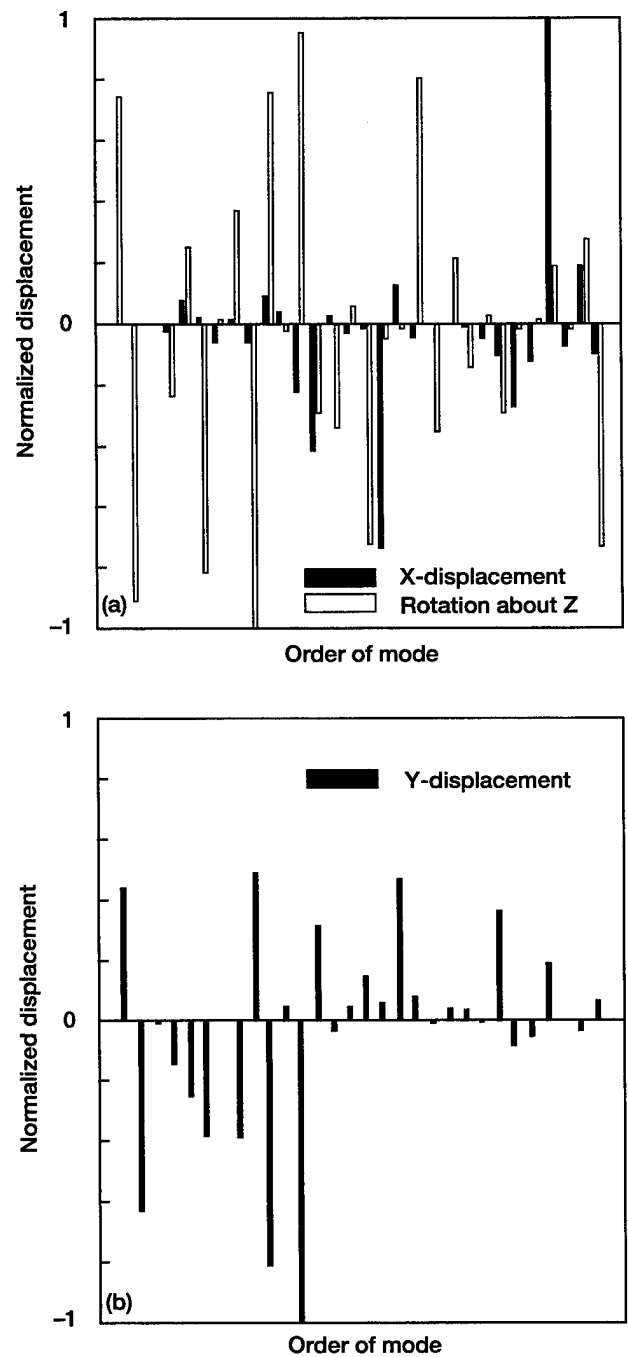 1
Normalized displacement
0
X-displacement
Rotation about Z
(a)
–1
Order of mode
1
Y-displacement
Normalized displacement
0
(b)
–1
Order of mode